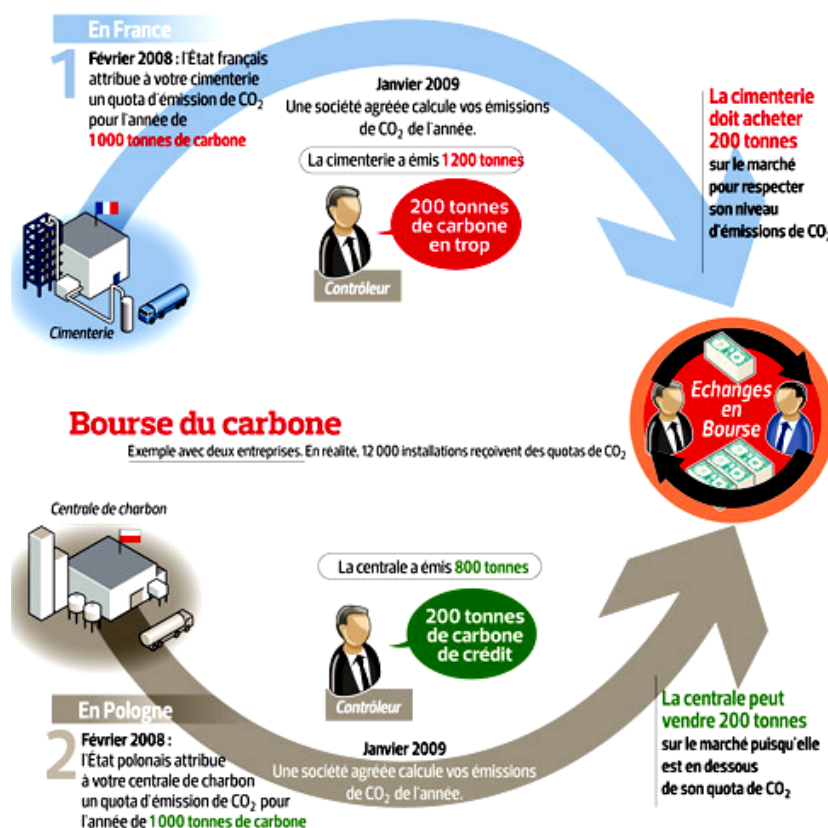 En France
1
Février 2008 : l'État français
attribue à votre cimenterie
un quota d'émission de CO₂
pour l'année de
1 000 tonnes de carbone
Cimenterie
Janvier 2009
Une société agréée calcule vos émissions
de CO₂ de l'année.
La cimenterie a émis 1 200 tonnes
200 tonnes
de carbone
en trop
Contrôleur
La cimenterie
doit acheter
200 tonnes
sur le marché
pour respecter
son niveau
d'émissions de CO₂
Echanges
en
Bourse
Bourse du carbone
Exemple avec deux entreprises. En réalité, 12 000 installations reçoivent des quotas de CO₂
Centrale de charbon
En Pologne
2
Février 2008 :
l'État polonais attribue
à votre centrale de charbon
un quota d'émission de CO₂ pour
l'année de 1 000 tonnes de carbone
La centrale a émis 800 tonnes
200 tonnes
de carbone
de crédit
Contrôleur
Janvier 2009
Une société agréée calcule vos émissions
de CO₂ de l'année.
La centrale peut
vendre 200 tonnes
sur le marché puisqu'elle
est en dessous
de son quota de CO₂